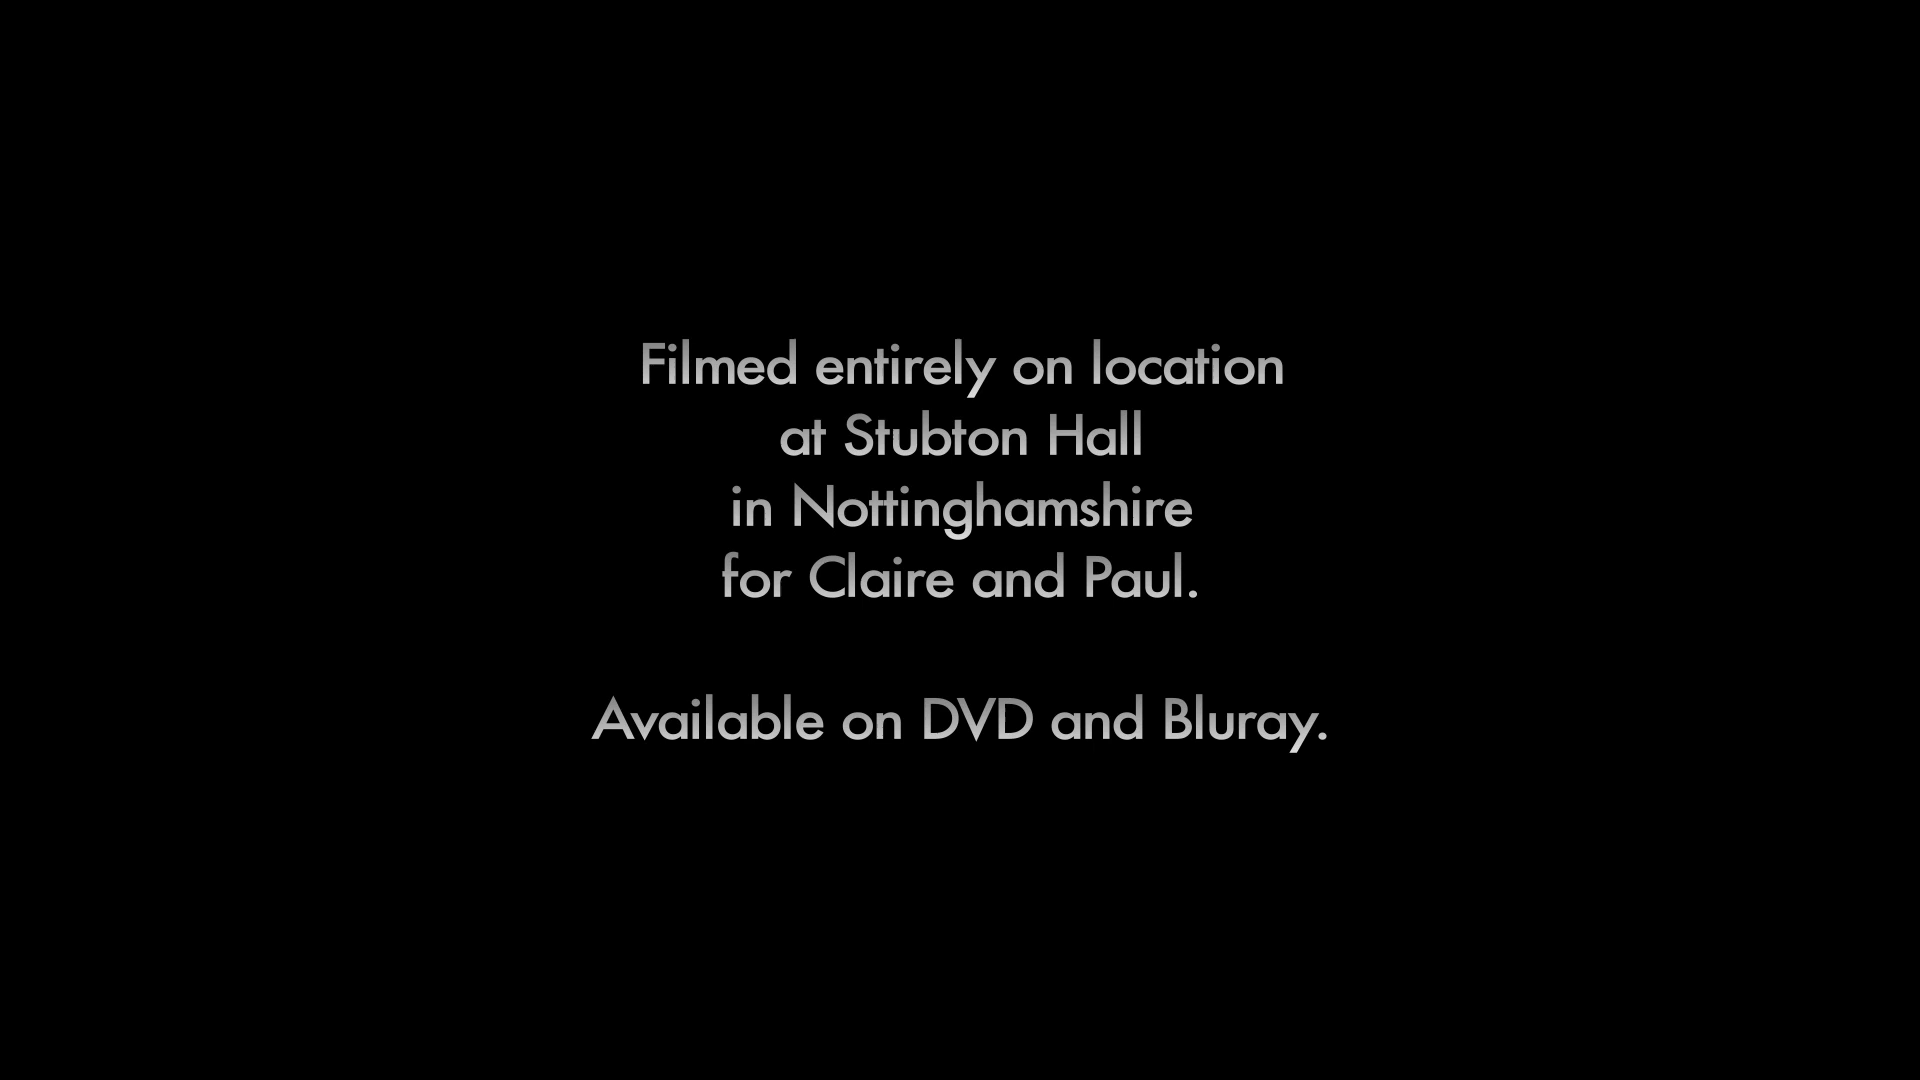 Filmed entirely on location
at Stubton Hall
in Nottinghamshire
for Claire and Paul.
Available on DVD and Bluray.